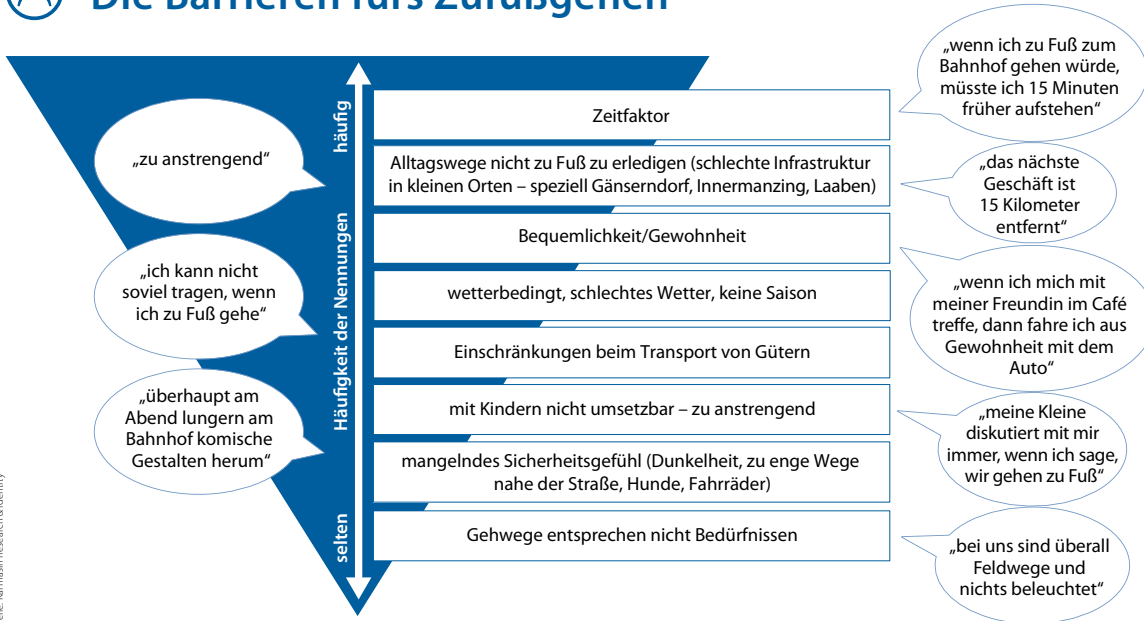 Die Barrieren fürs Zufußgehen
„wenn ich zu Fuß zum
Bahnhof gehen würde,
müsste ich 15 Minuten
früher aufstehen“
häufig
Häufigkeit der Nennungen
selten
Zeitfaktor
„zu anstrengend“
Alltagswege nicht zu Fuß zu erledigen (schlechte Infrastruktur
in kleinen Orten – speziell Gänserndorf, Innermanzing, Laaben)
„das nächste
Geschäft ist
15 Kilometer
entfernt“
Bequemlichkeit/Gewohnheit
„ich kann nicht
soviel tragen, wenn
ich zu Fuß gehe“
wetterbedingt, schlechtes Wetter, keine Saison
„wenn ich mich mit
meiner Freundin im Café
treffe, dann fahre ich aus
Gewohnheit mit dem
Auto“
Einschränkungen beim Transport von Gütern
„überhaupt am
Abend lungern am
Bahnhof komische
Gestalten herum“
mit Kindern nicht umsetzbar – zu anstrengend
„meine Kleine
diskutiert mit mir
immer, wenn ich sage,
wir gehen zu Fuß“
mangelndes Sicherheitsgefühl (Dunkelheit, zu enge Wege
nahe der Straße, Hunde, Fahrräder)
Gehwege entsprechen nicht Bedürfnissen
„bei uns sind überall
Feldwege und
nichts beleuchtet“